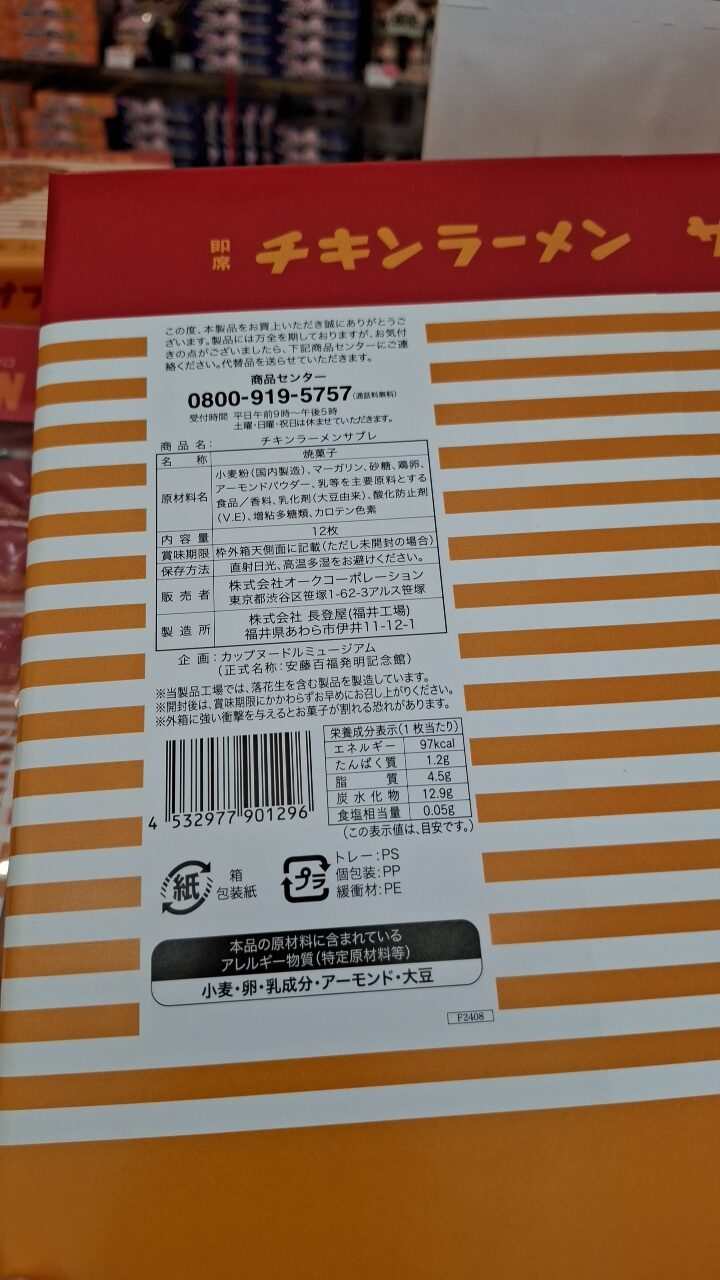 即席 チキンラーメン
この度、本製品をお買上いただき誠にありがとうご
ざいます。製品には万全を期しておりますが、お気付
きの点がございましたら、下記商品センターにご連
絡ください。代替品を送らせていただきます。
商品センター
0800-919-5757(通話料無料)
受付時間 平日午前9時〜午後5時
土曜・日曜・祝日は休ませていただきます。
商品名: チキンラーメンサブレ
名称 焼菓子
原材料名 小麦粉(国内製造)、マーガリン、砂糖、鶏卵、
アーモンドパウダー、乳等を主要原料とする
食品/香料、乳化剤(大豆由来)、酸化防止剤
(V.E)、増粘多糖類、カロテン色素
内容量 12枚
賞味期限 枠外箱天側面に記載(ただし未開封の場合)
保存方法 直射日光、高温多湿をお避けください。
販売者 株式会社オークコーポレーション
東京都渋谷区笹塚1-62-3アルス笹塚
製造所 株式会社 長登屋(福井工場)
福井県あわら市伊井11-12-1
企画:カップヌードルミュージアム
(正式名称:安藤百福発明記念館)
※当製品工場では、落花生を含む製品を製造しています。
※開封後は、賞味期限にかかわらずお早めにお召し上がりください。
※外箱に強い衝撃を与えるとお菓子が割れる恐れがあります。
栄養成分表示(1枚当たり)
エネルギー 97kcal
たんぱく質 1.2g
脂質 4.5g
炭水化物 12.9g
食塩相当量 0.05g
(この表示値は、目安です。)
4 532977 901296
紙 箱
包装紙
プラ トレー:PS
個包装:PP
緩衝材:PE
本品の原材料に含まれている
アレルギー物質(特定原材料等)
小麦・卵・乳成分・アーモンド・大豆
F2408